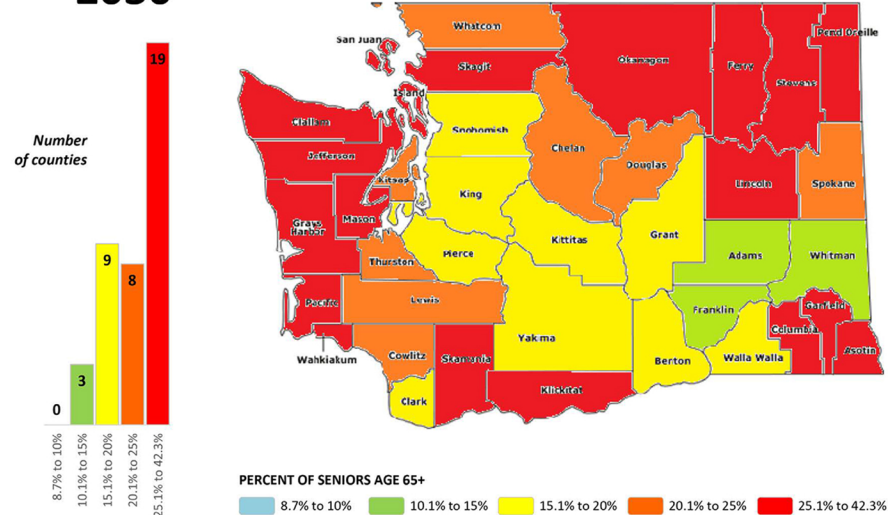 2030
Number
of counties
0
3
9
8
19
8.7% to 10%
10.1% to 15%
15.1% to 20%
20.1% to 25%
25.1% to 42.3%
Whatcom
San Juan
Skagit
Okanagon
Ferry
Stevens
Pend Oreille
Island
Clallam
Snohomish
Chelan
Jefferson
Douglas
Kitsap
King
Lincoln
Spokane
Mason
Grays
Harbor
Kittitas
Grant
Pierce
Adams
Whitman
Thurston
Lewis
Pacific
Franklin
Garfield
Columbia
Yakima
Wahkiakum
Cowlitz
Skamania
Benton
Walla Walla
Asotin
Klickitat
Clark
PERCENT OF SENIORS AGE 65+
8.7% to 10%
10.1% to 15%
15.1% to 20%
20.1% to 25%
25.1% to 42.3%